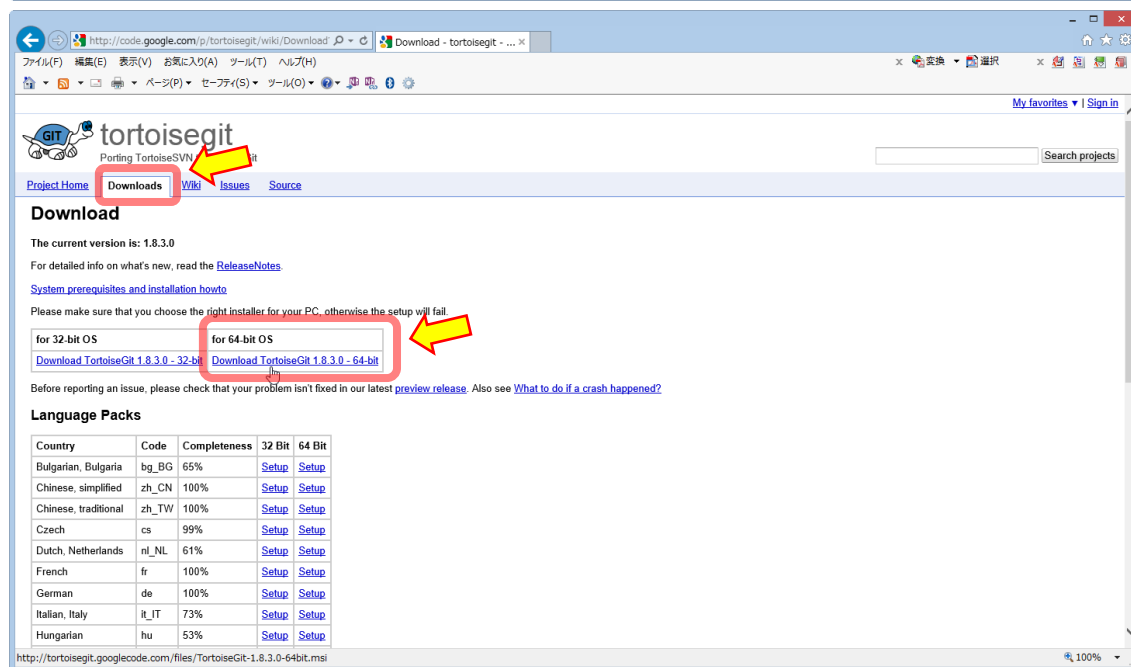 http://code.google.com/p/tortoisegit/wiki/Download
Download - tortoisegit - ... ×
ファイル(F) 編集(E) 表示(V) お気に入り(A) ツール(T) ヘルプ(H)
x 変換 ▼ 選択
ページ(P) ▼ セーフティ(S) ▼ ツール(O) ▼
My favorites ▼ | Sign in
GIT
tortoisegit
Porting TortoiseSVN
Search projects
Project Home Downloads Wiki Issues Source
Download
The current version is: 1.8.3.0
For detailed info on what's new, read the ReleaseNotes.
System prerequisites and installation howto
Please make sure that you choose the right installer for your PC, otherwise the setup will fail.
for 32-bit OS for 64-bit OS
Download TortoiseGit 1.8.3.0 - 32-bit Download TortoiseGit 1.8.3.0 - 64-bit
Before reporting an issue, please check that your problem isn't fixed in our latest preview release. Also see What to do if a crash happened?
Language Packs
Country Code Completeness 32 Bit 64 Bit
Bulgarian, Bulgaria bg_BG 65% Setup Setup
Chinese, simplified zh_CN 100% Setup Setup
Chinese, traditional zh_TW 100% Setup Setup
Czech cs 99% Setup Setup
Dutch, Netherlands nl_NL 61% Setup Setup
French fr 100% Setup Setup
German de 100% Setup Setup
Italian, Italy it_IT 73% Setup Setup
Hungarian hu 53% Setup Setup
http://tortoisegit.googlecode.com/files/TortoiseGit-1.8.3.0-64bit.msi
100%